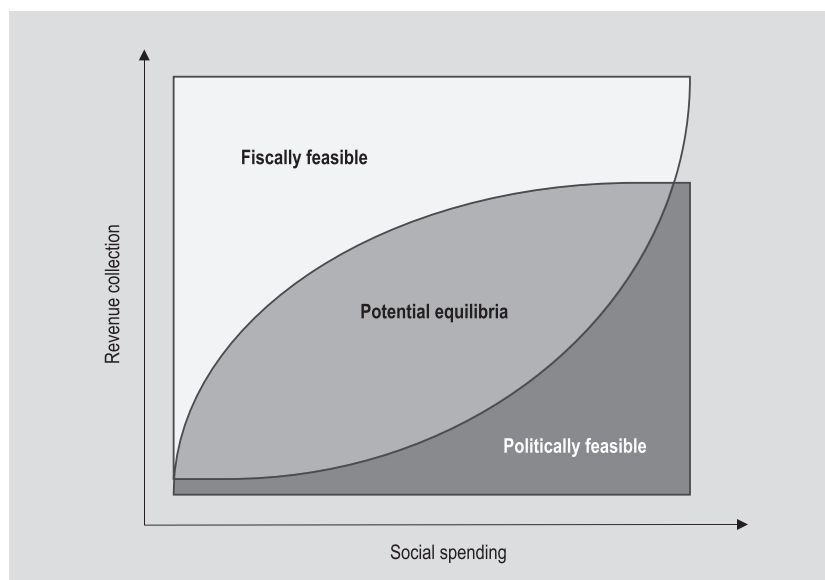 Fiscally feasible
Revenue collection
Potential equilibria
Politically feasible
Social spending